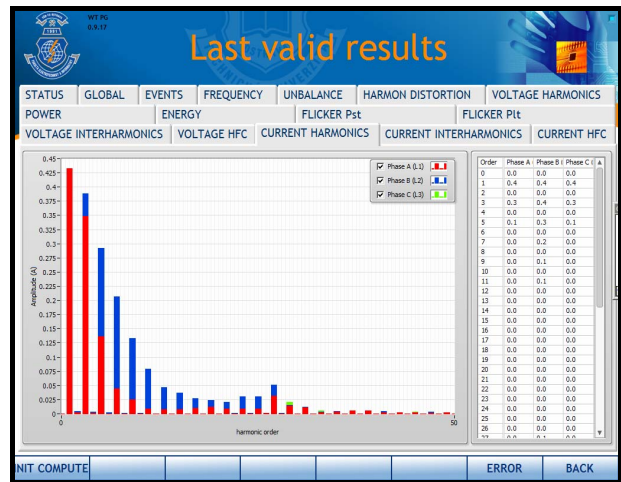 WT PG
0.9.17
Last valid results
STATUS GLOBAL EVENTS FREQUENCY UNBALANCE HARMON DISTORTION VOLTAGE HARMONICS
POWER ENERGY FLICKER Pst FLICKER Plt
VOLTAGE INTERHARMONICS VOLTAGE HFC CURRENT HARMONICS CURRENT INTERHARMONICS CURRENT HFC
Phase A (L1)
Phase B (L2)
Phase C (L3)
0.45
0.425
0.4
0.375
0.35
0.325
0.3
0.275
0.25
0.225
0.2
0.175
0.15
0.125
0.1
0.075
0.05
0.025
0
Amplitude (A)
0 50
harmonic order
Order Phase A ( Phase B ( Phase C (
0 0.0 0.0 0.0
1 0.4 0.4 0.4
2 0.0 0.0 0.0
3 0.3 0.4 0.3
4 0.0 0.0 0.0
5 0.1 0.3 0.1
6 0.0 0.0 0.0
7 0.0 0.2 0.0
8 0.0 0.0 0.0
9 0.0 0.1 0.0
10 0.0 0.0 0.0
11 0.0 0.1 0.0
12 0.0 0.0 0.0
13 0.0 0.0 0.0
14 0.0 0.0 0.0
15 0.0 0.0 0.0
16 0.0 0.0 0.0
17 0.0 0.0 0.0
18 0.0 0.0 0.0
19 0.0 0.0 0.0
20 0.0 0.0 0.0
21 0.0 0.0 0.0
22 0.0 0.0 0.0
23 0.0 0.0 0.0
24 0.0 0.0 0.0
25 0.0 0.0 0.0
26 0.0 0.0 0.0
27 0.0 0.1 0.0
INIT COMPUTE ERROR BACK